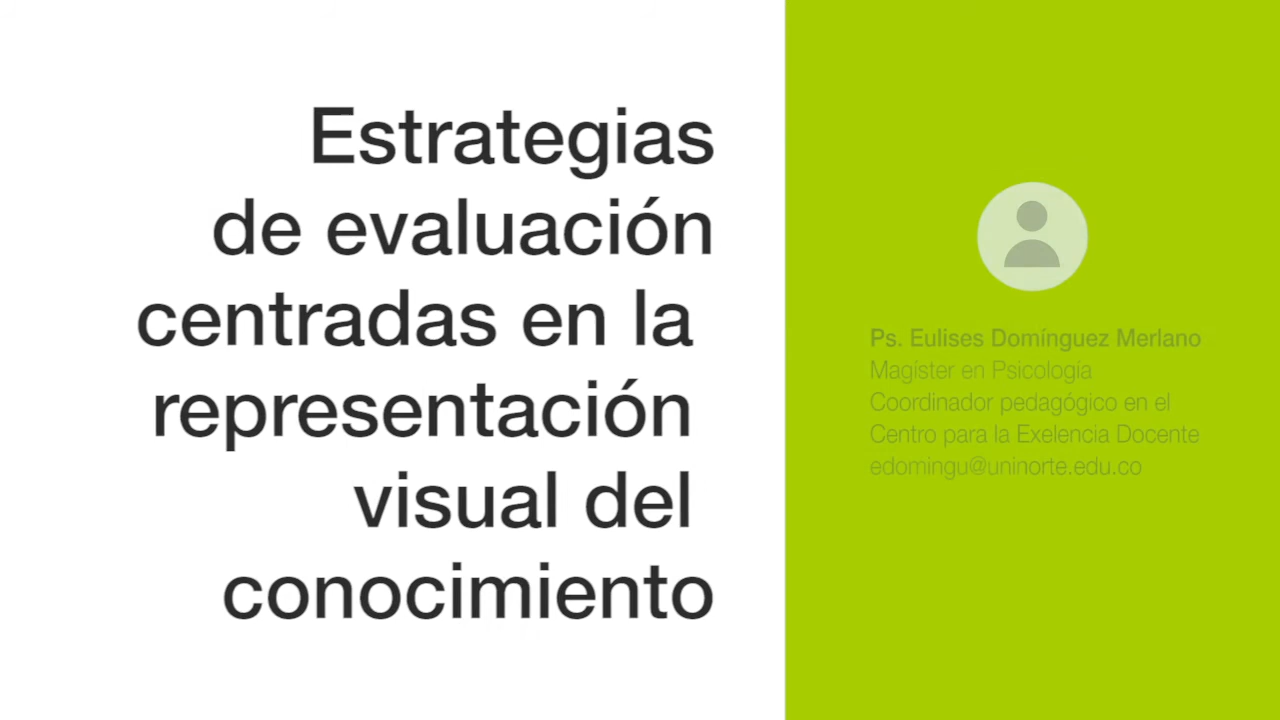 Estrategias
de evaluación
centradas en la
representación
visual del
conocimiento
Ps. Eulises Domínguez Merlano
Magíster en Psicología
Coordinador pedagógico en el
Centro para la Exelencia Docente
edomingu@uninorte.edu.co